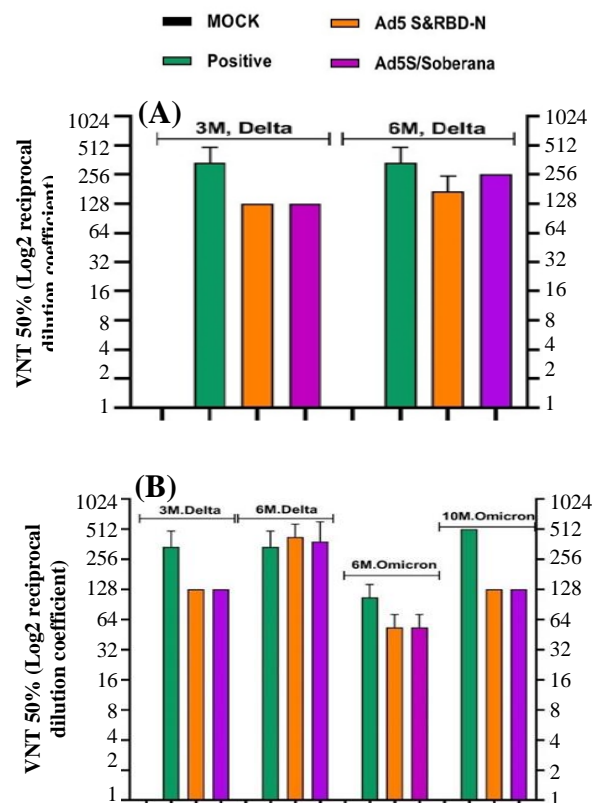 MOCK
Ad5 S&RBD-N
Positive
Ad5S/Soberana
(A)
3M, Delta
6M, Delta
VNT 50% (Log2 reciprocal
dilution coefficient)
1024
512
256
128
64
32
16
8
4
2
1
1024
512
256
128
64
32
16
8
4
2
1
(B)
3M.Delta
6M.Delta
6M.Omicron
10M.Omicron
VNT 50% (Log2 reciprocal
dilution coefficient)
1024
512
256
128
64
32
16
8
4
2
1
1024
512
256
128
64
32
16
8
4
2
1